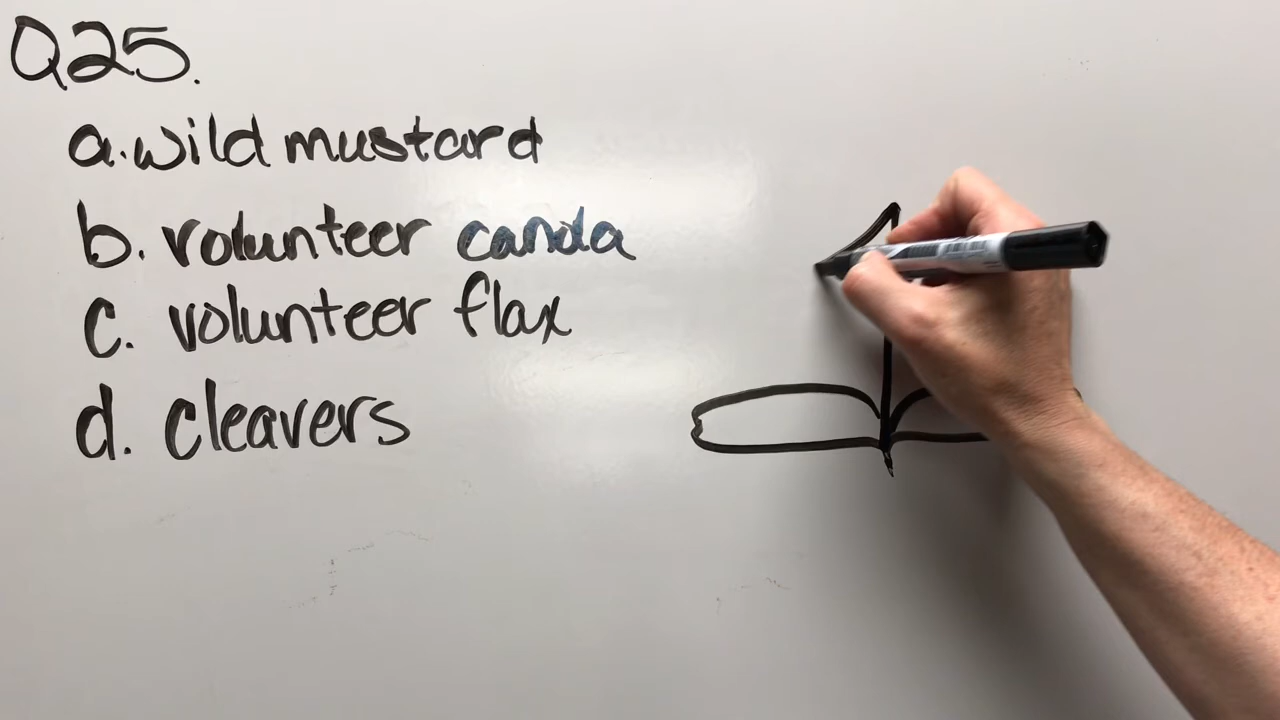 Q25.
a. wild mustard
b. volunteer canola
c. volunteer flax
d. cleavers